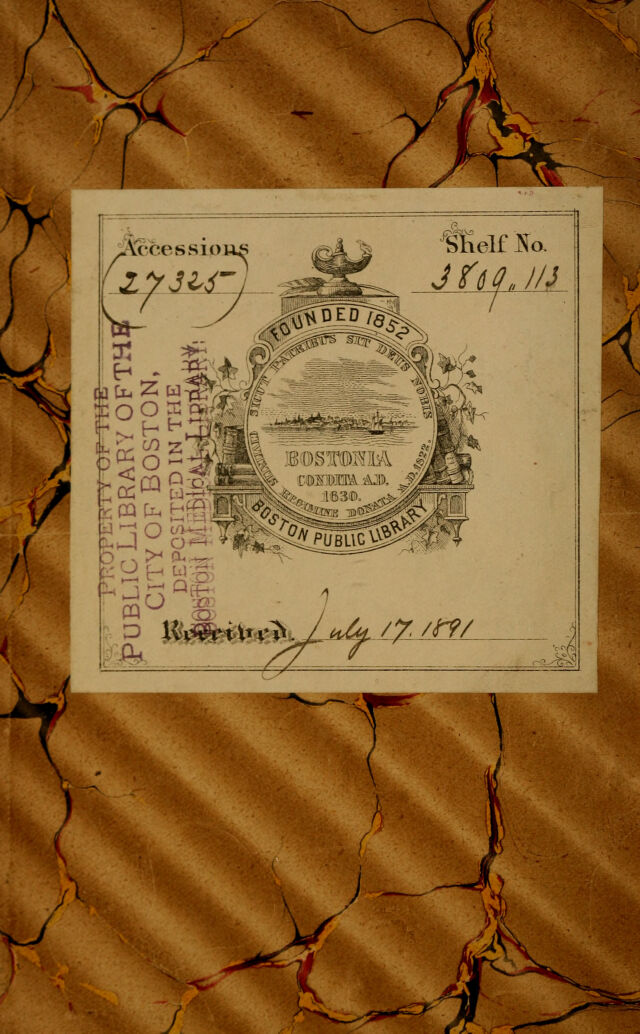 Accessions
27325
Shelf No.
3809.113
FOUNDED 1852
SICUT PATRIBUS SIT DEUS NOBIS
BOSTONIA
CONDITA A.D.
1630.
CIVITATIS REGIMINE DONATA A.D. 1822.
BOSTON PUBLIC LIBRARY
Received. July 17. 1891
PROPERTY OF THE
PUBLIC LIBRARY OF THE
CITY OF BOSTON,
DEPOSITED IN THE
BOSTON MEDICAL LIBRARY.